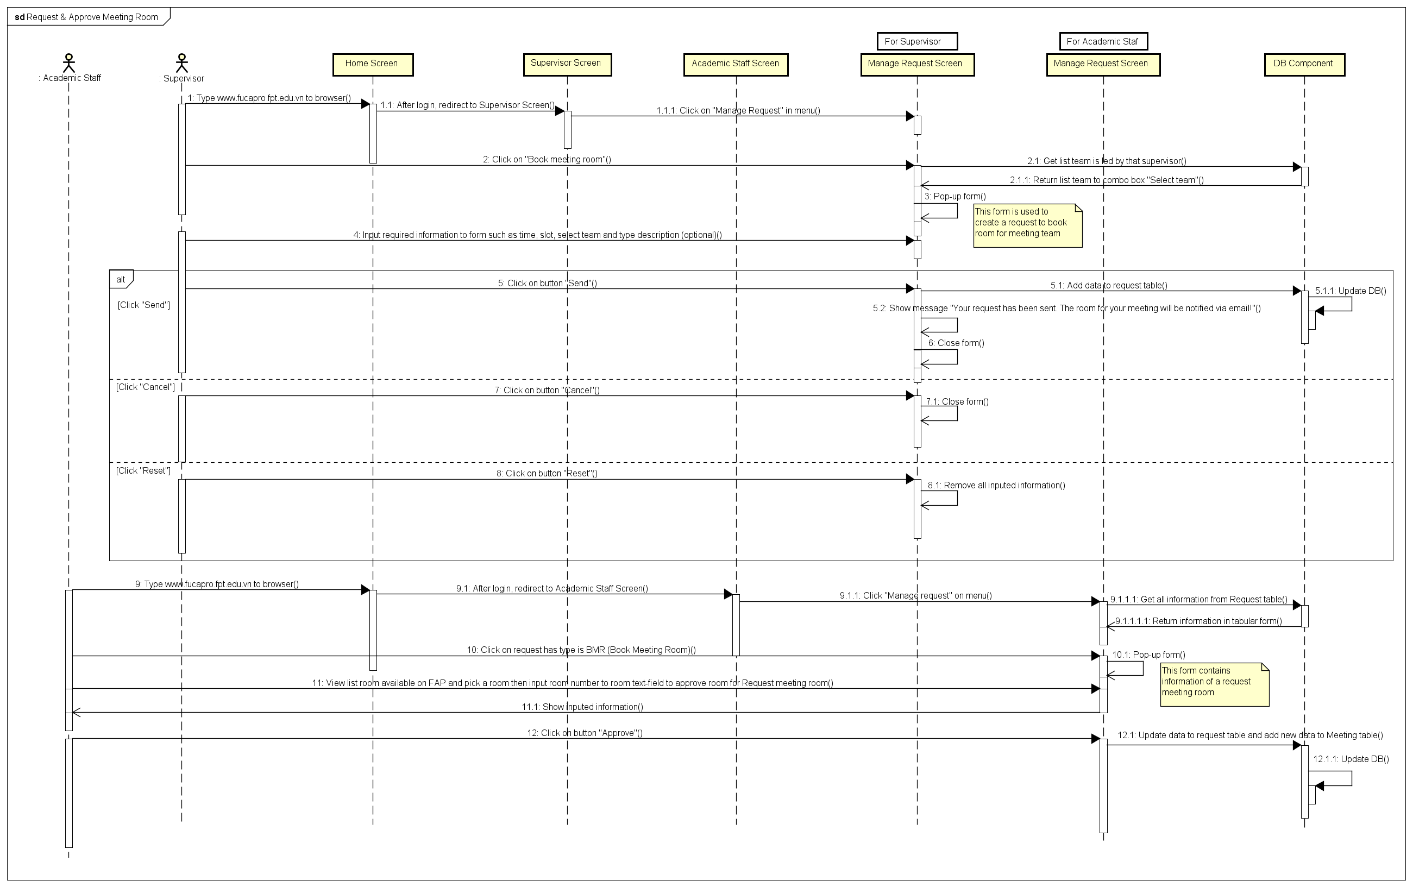 sd Request & Approve Meeting Room
For Supervisor
For Academic Staf
: Academic Staff
Supervisor
Home Screen
Supervisor Screen
Academic Staff Screen
Manage Request Screen
Manage Request Screen
DB Component
1: Type www.fucapro.fpt.edu.vn to browser()
1.1: After login, redirect to Supervisor Screen()
1.1.1: Click on "Manage Request" in menu()
2: Click on "Book meeting room"()
2.1: Get list team is led by that supervisor()
2.1.1: Return list team to combo box "Select team"()
3: Pop-up form()
This form is used to
create a request to book
room for meeting team
4: Input required information to form such as time, slot, select team and type description (optional)()
alt
[Click "Send"]
5: Click on button "Send"()
5.1: Add data to request table()
5.1.1: Update DB()
5.2: Show message "Your request has been sent. The room for your meeting will be notified via email! "()
6: Close form()
[Click "Cancel"]
7: Click on button "Cancel"()
7.1: Close form()
[Click "Reset"]
8: Click on button "Reset"()
8.1: Remove all inputed information()
9: Type www.fucapro.fpt.edu.vn to browser()
9.1: After login, redirect to Academic Staff Screen()
9.1.1: Click "Manage request" on menu()
9.1.1.1: Get all information from Request table()
9.1.1.1.1: Return information in tabular form()
10: Click on request has type is BMR (Book Meeting Room)()
10.1: Pop-up form()
This form contains
information of a request
meeting room
11: View list room available on FAP and pick a room then input room number to room text-field to approve room for Request meeting room()
11.1: Show inputed information()
12: Click on button "Approve"()
12.1: Update data to request table and add new data to Meeting table()
12.1.1: Update DB()